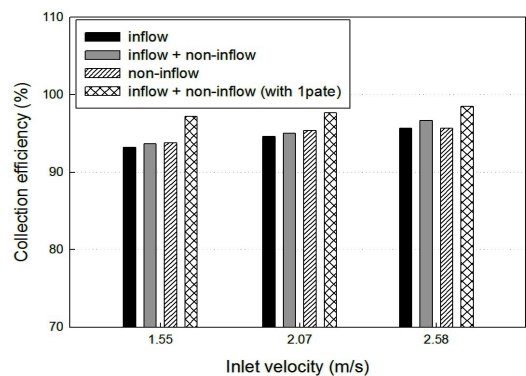 Collection efficiency (%)
110
100
90
80
70
inflow
inflow + non-inflow
non-inflow
inflow + non-inflow (with 1pate)
1.55
2.07
2.58
Inlet velocity (m/s)